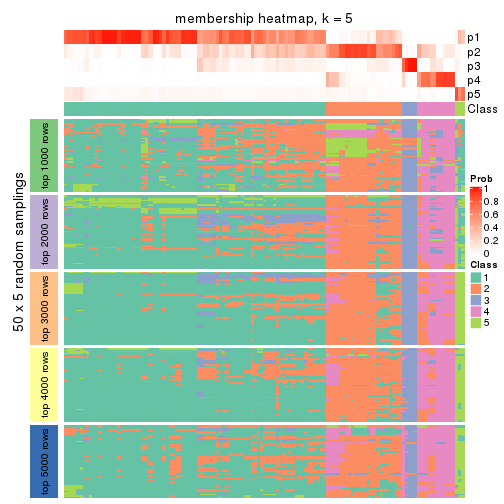 membership heatmap, k = 5
p1
p2
p3
p4
p5
Class
50 x 5 random samplings
top 1000 rows
top 2000 rows
top 3000 rows
top 4000 rows
top 5000 rows
Prob
1
0.8
0.6
0.4
0.2
0
Class
1
2
3
4
5